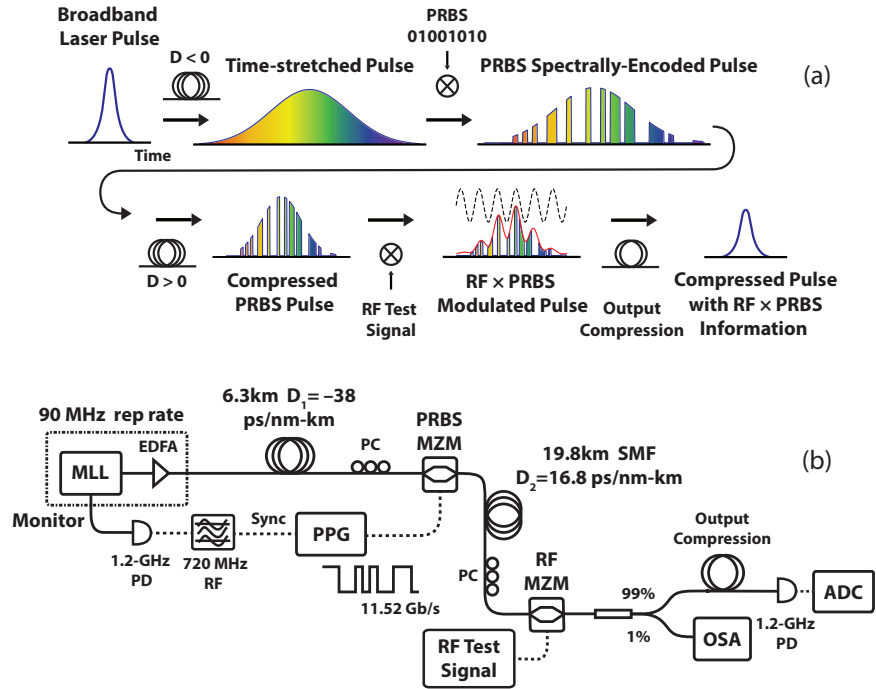 Broadband
Laser Pulse
D < 0
Time-stretched Pulse
PRBS
01001010
PRBS Spectrally-Encoded Pulse
(a)
Time
D > 0
Compressed
PRBS Pulse
RF Test
Signal
RF × PRBS
Modulated Pulse
Output
Compression
Compressed Pulse
with RF × PRBS
Information
90 MHz rep rate
6.3km D1= –38
ps/nm-km
PRBS
MZM
19.8km SMF
D2=16.8 ps/nm-km
(b)
EDFA
MLL
PC
Monitor
Sync
PPG
1.2-GHz
PD
720 MHz
RF
11.52 Gb/s
PC
RF
MZM
RF Test
Signal
99%
1%
Output
Compression
OSA
1.2-GHz
PD
ADC